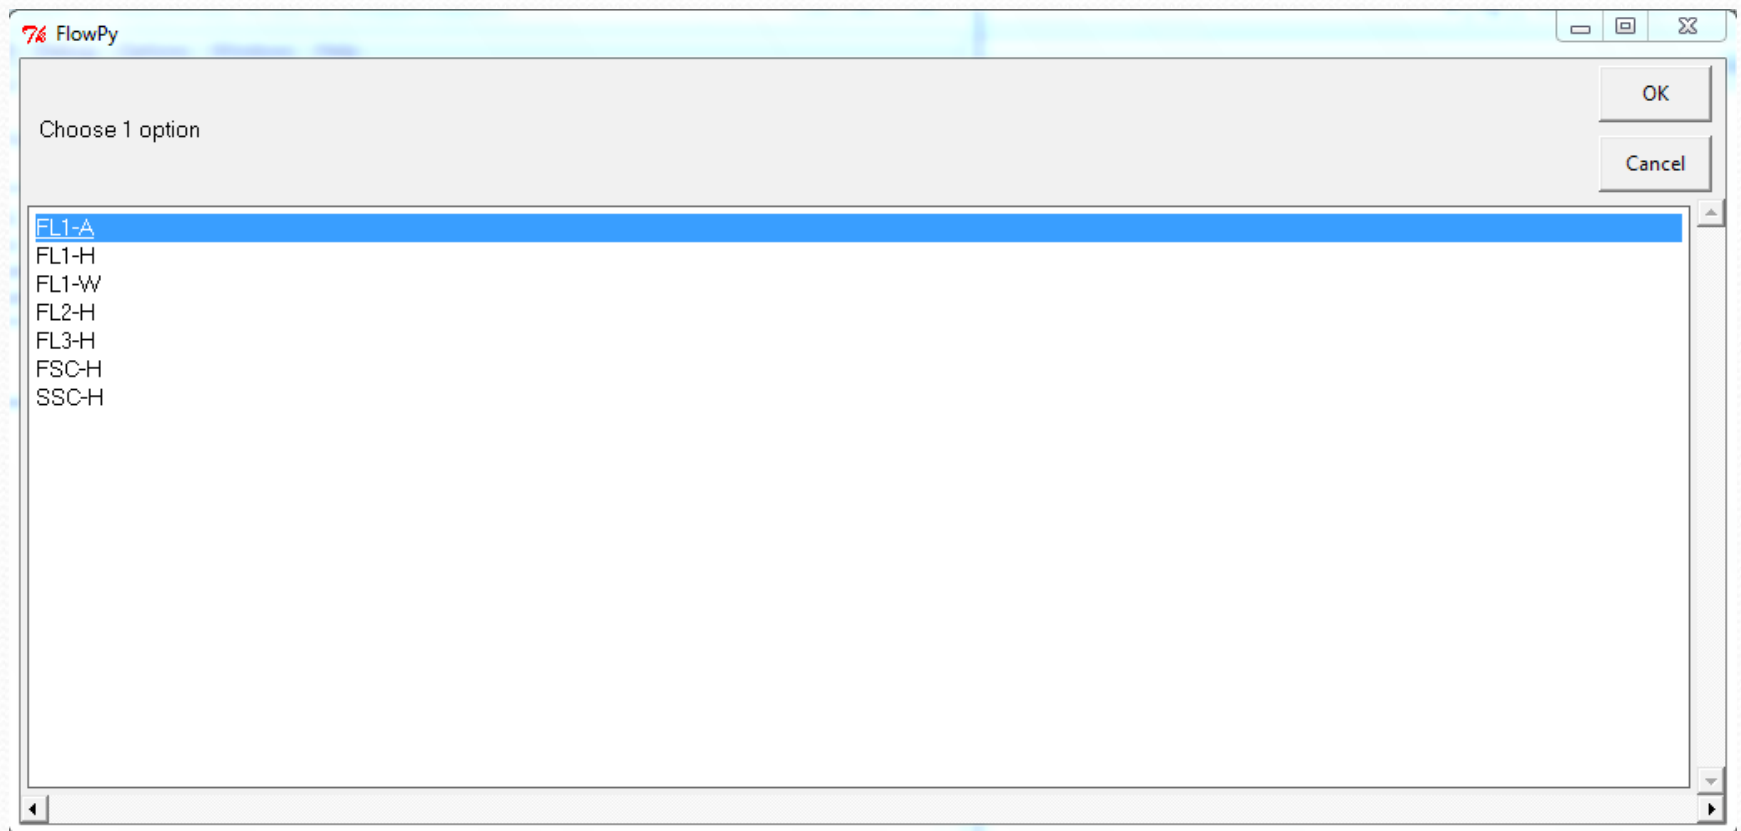 FlowPy
OK
Choose 1 option
Cancel
FL1-A
FL1-H
FL1-W
FL2-H
FL3-H
FSC-H
SSC-H